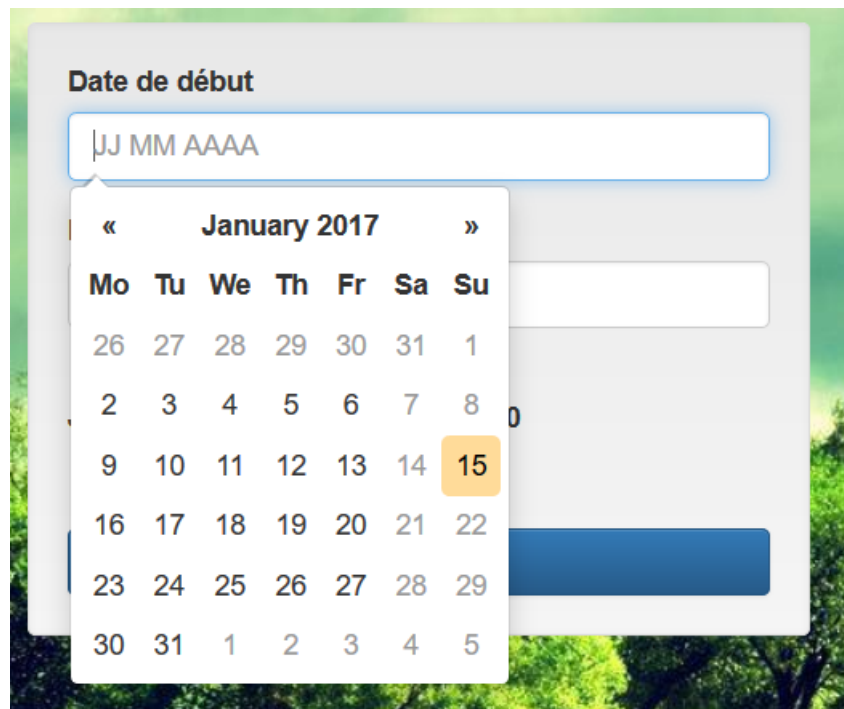 Date de début
JJ MM AAAA
« January 2017 »
Mo Tu We Th Fr Sa Su
26 27 28 29 30 31 1
2 3 4 5 6 7 8
9 10 11 12 13 14 15
16 17 18 19 20 21 22
23 24 25 26 27 28 29
30 31 1 2 3 4 5